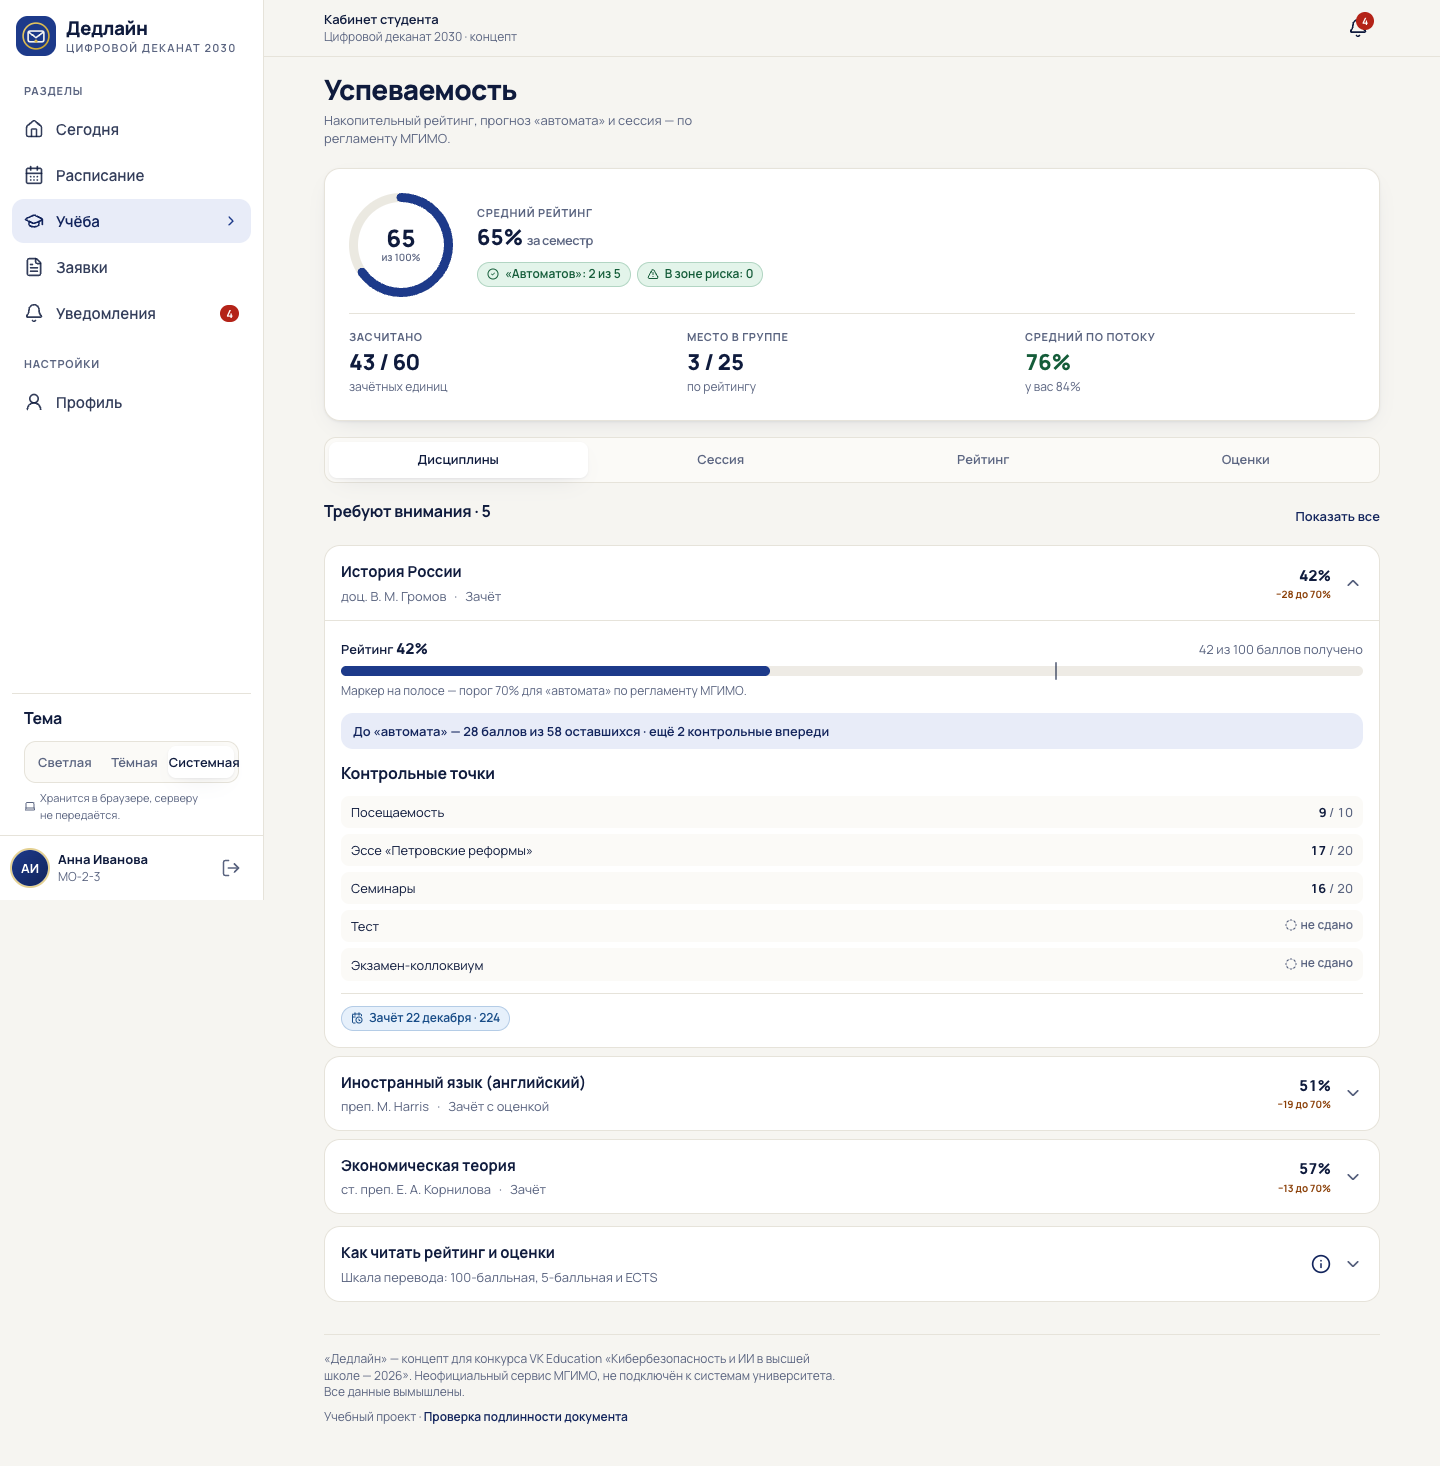 Дедлайн
ЦИФРОВОЙ ДЕКАНАТ 2030
РАЗДЕЛЫ
Сегодня
Расписание
Учёба
Заявки
Уведомления 4
НАСТРОЙКИ
Профиль
Тема
Светлая Тёмная Системная
Хранится в браузере, серверу
не передаётся.
АИ
Анна Иванова
МО-2-3
Кабинет студента
Цифровой деканат 2030 · концепт
4
Успеваемость
Накопительный рейтинг, прогноз «автомата» и сессия — по
регламенту МГИМО.
65
из 100%
СРЕДНИЙ РЕЙТИНГ
65% за семестр
«Автоматов»: 2 из 5 В зоне риска: 0
ЗАСЧИТАНО
43 / 60
зачётных единиц
МЕСТО В ГРУППЕ
3 / 25
по рейтингу
СРЕДНИЙ ПО ПОТОКУ
76%
у вас 84%
Дисциплины Сессия Рейтинг Оценки
Требуют внимания · 5
Показать все
История России
доц. В. М. Громов · Зачёт
42%
−28 до 70%
Рейтинг 42%
42 из 100 баллов получено
Маркер на полосе — порог 70% для «автомата» по регламенту МГИМО.
До «автомата» — 28 баллов из 58 оставшихся · ещё 2 контрольные впереди
Контрольные точки
Посещаемость 9 / 10
Эссе «Петровские реформы» 17 / 20
Семинары 16 / 20
Тест не сдано
Экзамен-коллоквиум не сдано
Зачёт 22 декабря · 224
Иностранный язык (английский)
преп. M. Harris · Зачёт с оценкой
51%
−19 до 70%
Экономическая теория
ст. преп. Е. А. Корнилова · Зачёт
57%
−13 до 70%
Как читать рейтинг и оценки
Шкала перевода: 100-балльная, 5-балльная и ECTS
«Дедлайн» — концепт для конкурса VK Education «Кибербезопасность и ИИ в высшей
школе — 2026». Неофициальный сервис МГИМО, не подключён к системам университета.
Все данные вымышлены.
Учебный проект · Проверка подлинности документа